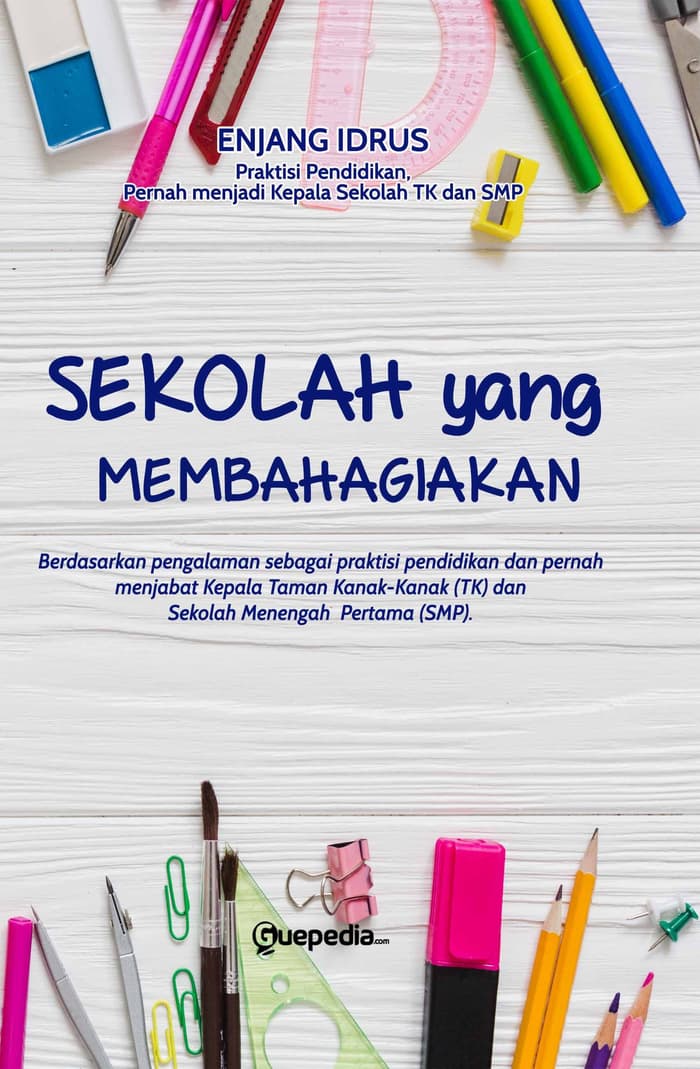 ENJANG IDRUS
Praktisi Pendidikan,
Pernah menjadi Kepala Sekolah TK dan SMP
SEKOLAH yang
MEMBAHAGIAKAN
Berdasarkan pengalaman sebagai praktisi pendidikan dan pernah
menjabat Kepala Taman Kanak-Kanak (TK) dan
Sekolah Menengah Pertama (SMP).
Guepedia.com